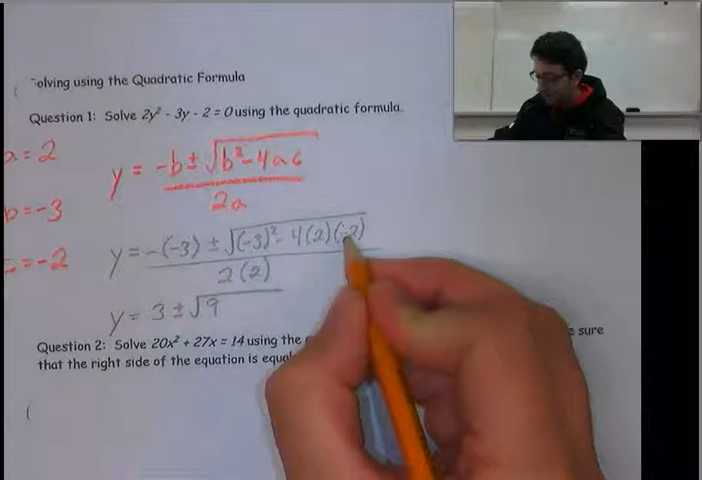 olving using the Quadratic Formula
Question 1: Solve 2y² - 3y - 2 = 0 using the quadratic formula.
a = 2
y = -b ± √b² - 4ac
2a
b = -3
= -2
y = -(-3) ± √(-3)² - 4(2)(-2)
2(2)
y = 3 ± √9
Question 2: Solve 20x² + 27x = 14 using the sure
that the right side of the equation is equal